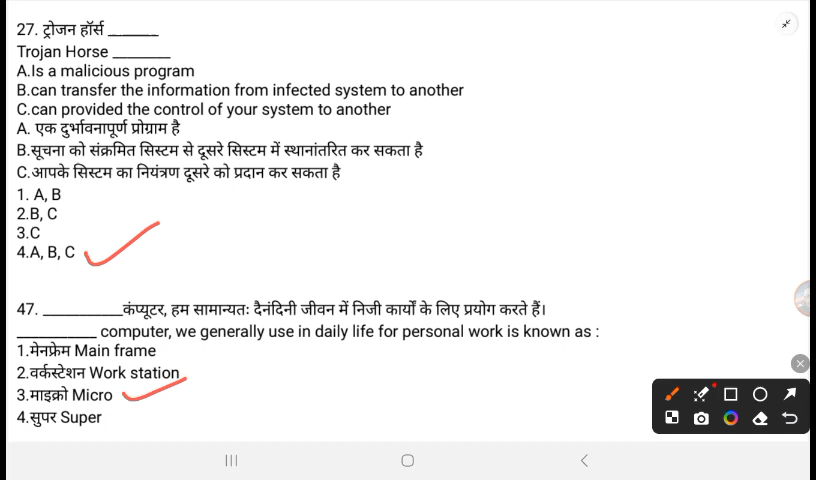 27. ट्रोजन हॉर्स ________
Trojan Horse ________
A.Is a malicious program
B.can transfer the information from infected system to another
C.can provided the control of your system to another
A. एक दुर्भावनापूर्ण प्रोग्राम है
B.सूचना को संक्रमित सिस्टम से दूसरे सिस्टम में स्थानांतरित कर सकता है
C.आपके सिस्टम का नियंत्रण दूसरे को प्रदान कर सकता है
1. A, B
2.B, C
3.C
4.A, B, C
47. ___________कंप्यूटर, हम सामान्यतः दैनंदिनी जीवन में निजी कार्यों के लिए प्रयोग करते हैं।
___________ computer, we generally use in daily life for personal work is known as :
1.मेनफ्रेम Main frame
2.वर्कस्टेशन Work station
3.माइक्रो Micro
4.सुपर Super